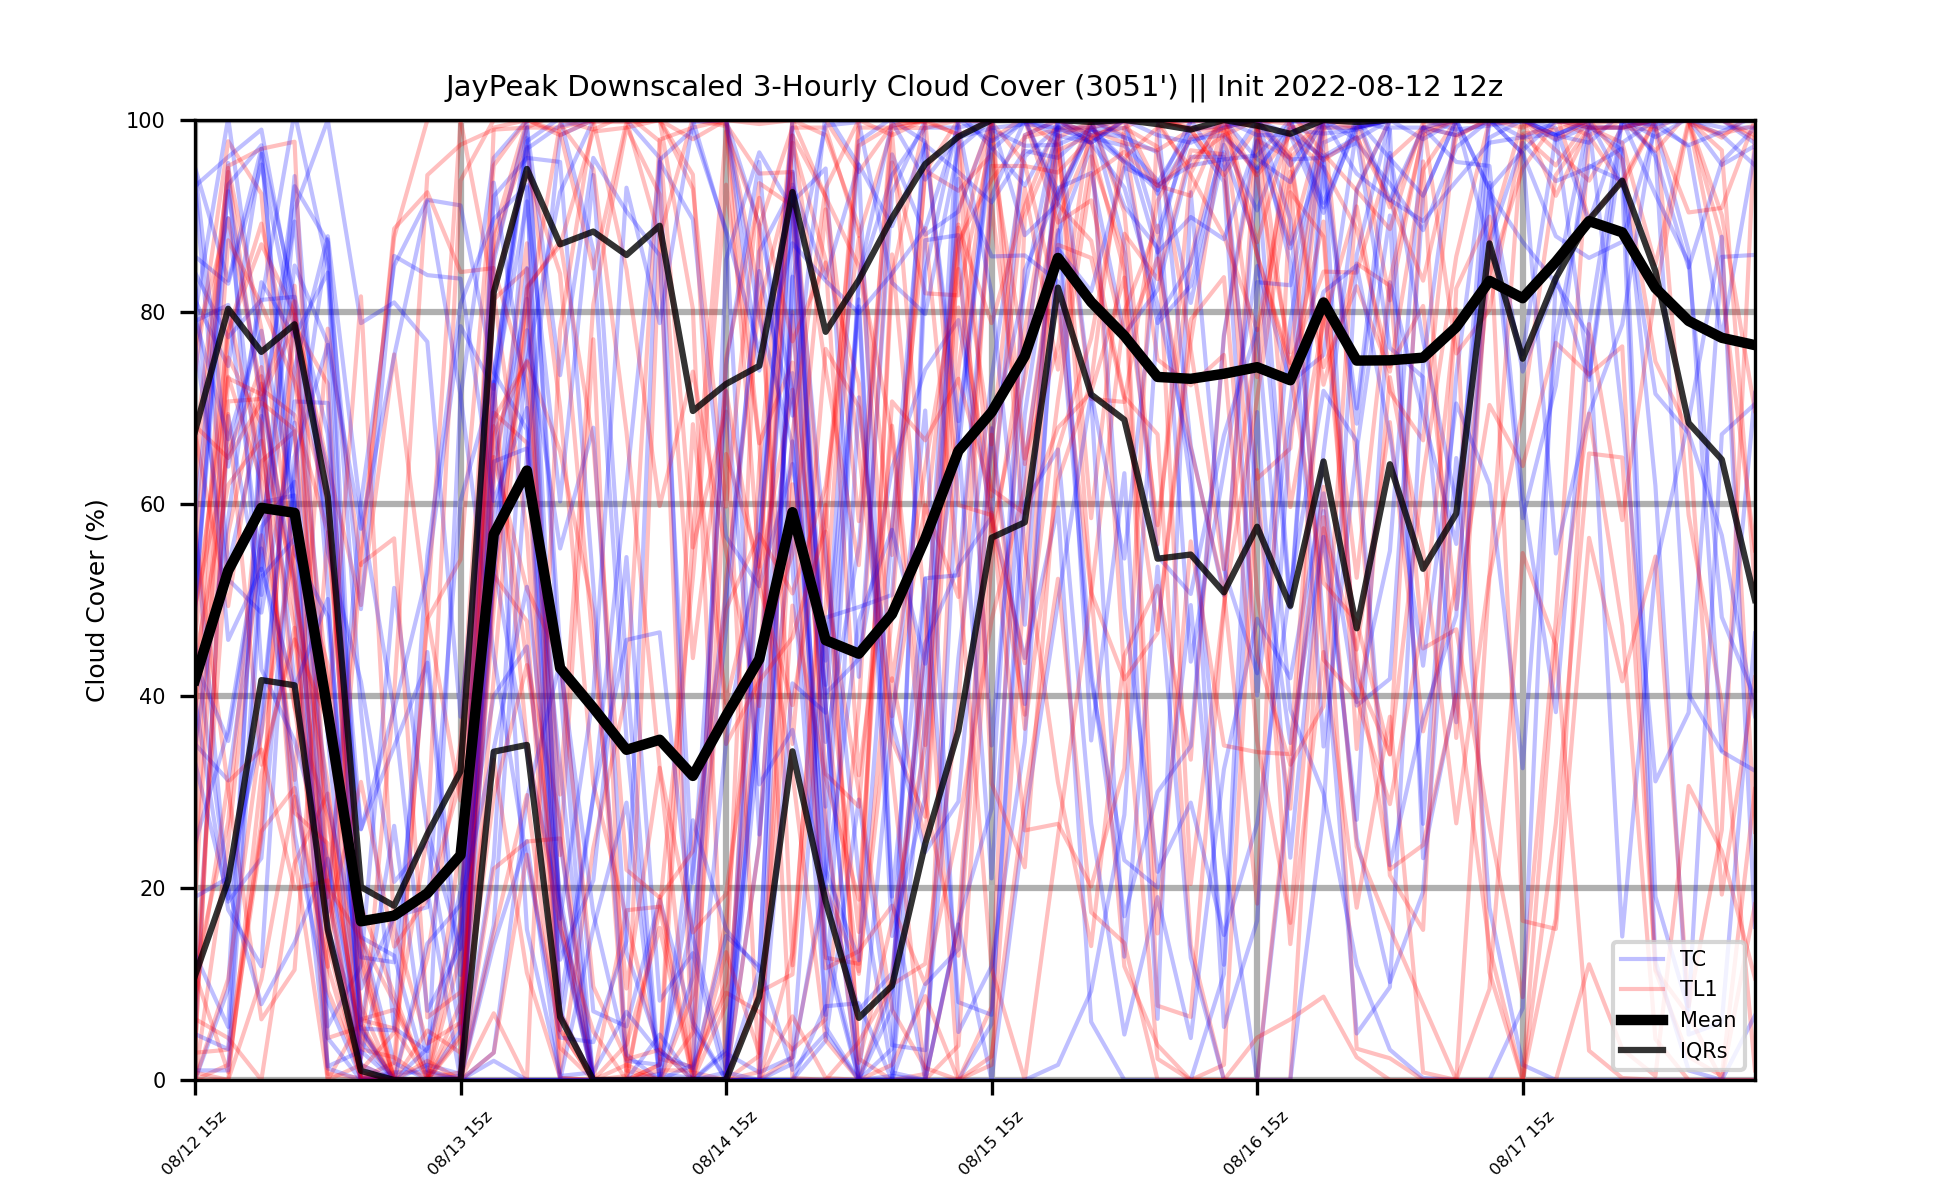 JayPeak Downscaled 3-Hourly Cloud Cover (3051') || Init 2022-08-12 12z
Cloud Cover (%)
100
80
60
40
20
0
08/12 15z
08/13 15z
08/14 15z
08/15 15z
08/16 15z
08/17 15z
TC
TL1
Mean
IQRs